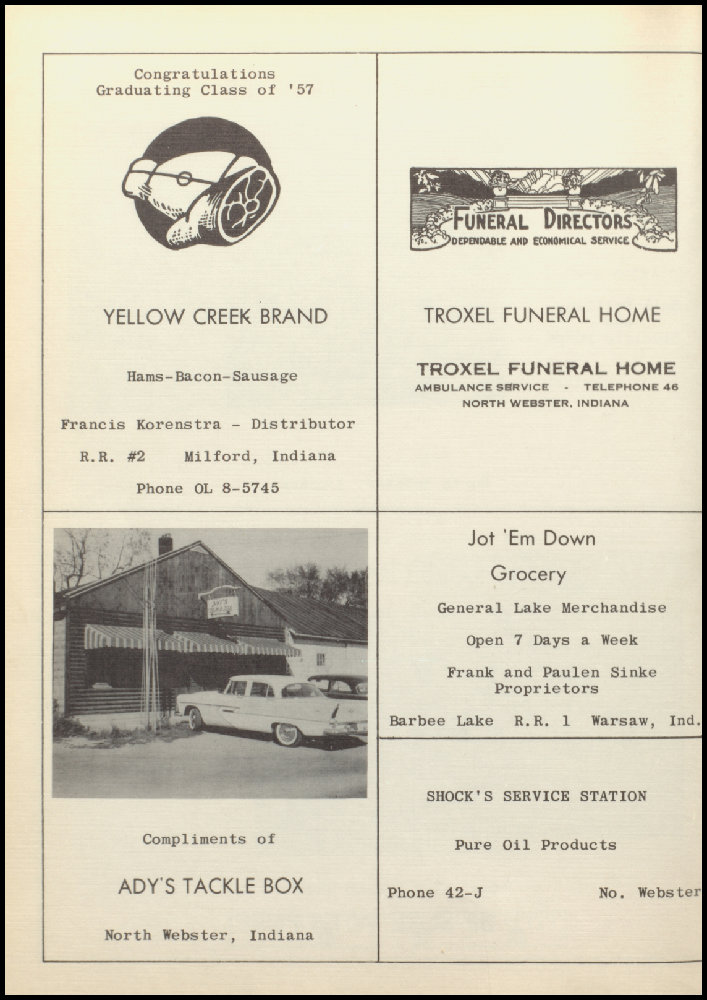 Congratulations
Graduating Class of '57
YELLOW CREEK BRAND
Hams-Bacon-Sausage
Francis Korenstra - Distributor
R.R. #2 Milford, Indiana
Phone OL 8-5745
FUNERAL DIRECTORS
DEPENDABLE AND ECONOMICAL SERVICE
TROXEL FUNERAL HOME
TROXEL FUNERAL HOME
AMBULANCE SERVICE - TELEPHONE 46
NORTH WEBSTER, INDIANA
Compliments of
ADY'S TACKLE BOX
North Webster, Indiana
Jot 'Em Down
Grocery
General Lake Merchandise
Open 7 Days a Week
Frank and Paulen Sinke
Proprietors
Barbee Lake R.R. 1 Warsaw, Ind.
SHOCK'S SERVICE STATION
Pure Oil Products
Phone 42-J No. Webster